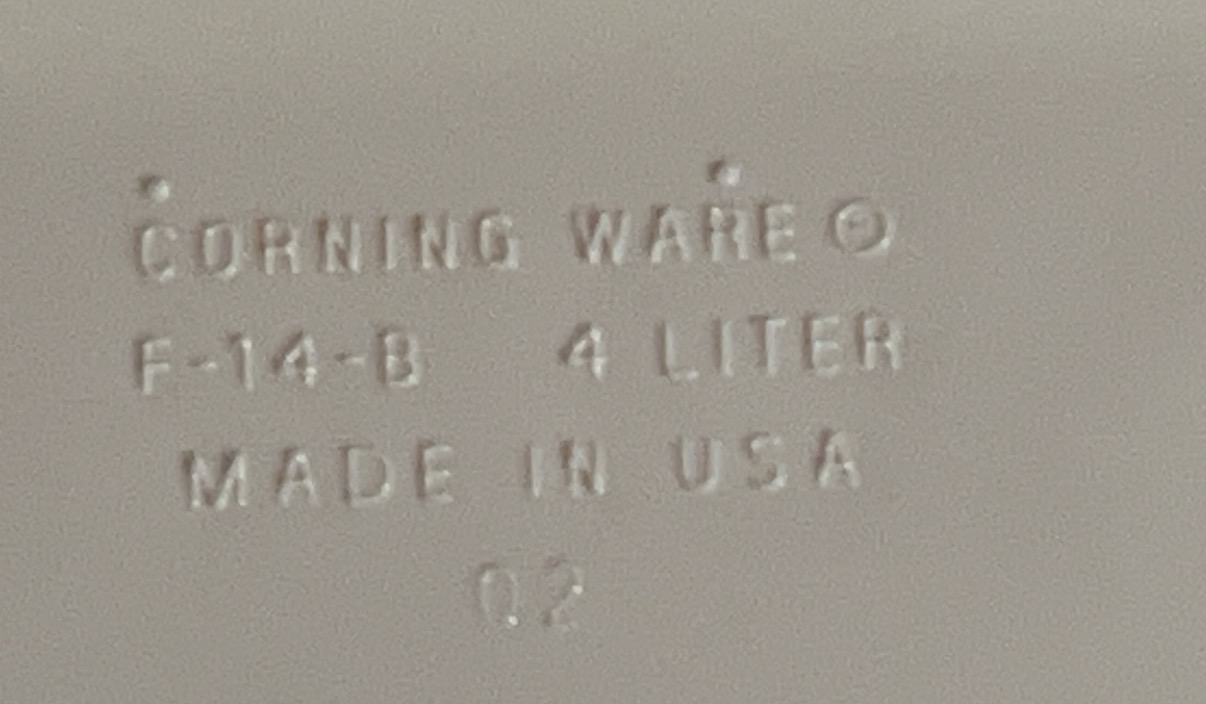 CORNING WARE ®
F-14-B 4 LITER
MADE IN USA
02